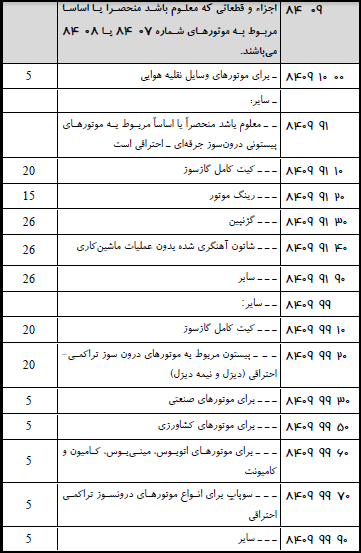 ۸۴ ۰۹ اجزاء و قطعاتی که معلوم باشد منحصراً یا اساساً
مربوط به موتورهای شماره ۰۷ ۸۴ یا ۰۸ ۸۴
می‌باشند.
۸۴۰۹ ۱۰ ۰۰ ـ برای موتورهای وسایل نقلیه هوایی 5
ـ سایر:
۸۴۰۹ ۹۱ ـ ـ معلوم باشد منحصراً یا اساساً مربوط به موتورهای
پیستونی درون‌سوز جرقه‌ای ـ احتراقی است
۸۴۰۹ ۹۱ ۱۰ ـ ـ ـ کیت کامل گازسوز 20
۸۴۰۹ ۹۱ ۲۰ ـ ـ ـ رینگ موتور 15
۸۴۰۹ ۹۱ ۳۰ ـ ـ ـ گژنپین 26
۸۴۰۹ ۹۱ ۴۰ ـ ـ ـ شاتون آهنگری شده بدون عملیات ماشین‌کاری 26
۸۴۰۹ ۹۱ ۹۰ ـ ـ ـ سایر 26
۸۴۰۹ ۹۹ ـ ـ سایر:
۸۴۰۹ ۹۹ ۱۰ ـ ـ ـ کیت کامل گازسوز 20
۸۴۰۹ ۹۹ ۲۰ ـ ـ ـ پیستون مربوط به موتورهای درون سوز تراکمی-
احتراقی (دیزل و نیمه دیزل) 20
۸۴۰۹ ۹۹ ۳۰ ـ ـ ـ برای موتورهای صنعتی 5
۸۴۰۹ ۹۹ ۵۰ ـ ـ ـ برای موتورهای کشاورزی 5
۸۴۰۹ ۹۹ ۶۰ ـ ـ ـ برای موتورهای اتوبوس، مینی‌بوس، کامیون و
کامیونت 5
۸۴۰۹ ۹۹ ۷۰ ـ ـ ـ سوپاپ برای انواع موتورهای درونسوز تراکمی
احتراقی 5
۸۴۰۹ ۹۹ ۹۰ ـ ـ ـ سایر 5